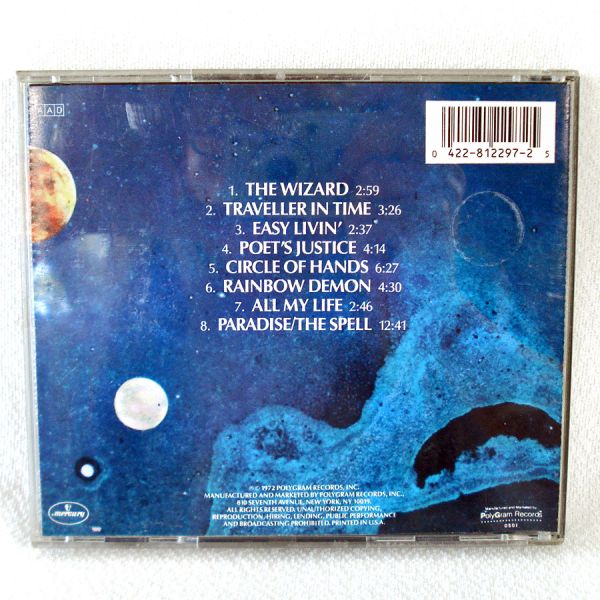 AAD
0 422-812297-2 5
1. THE WIZARD 2:59
2. TRAVELLER IN TIME 3:26
3. EASY LIVIN' 2:37
4. POET'S JUSTICE 4:14
5. CIRCLE OF HANDS 6:27
6. RAINBOW DEMON 4:30
7. ALL MY LIFE 2:46
8. PARADISE/THE SPELL 12:41
℗ © 1972 POLYGRAM RECORDS, INC.
MANUFACTURED AND MARKETED BY POLYGRAM RECORDS, INC.,
810 SEVENTH AVENUE, NEW YORK, NY 10019.
ALL RIGHTS RESERVED. UNAUTHORIZED COPYING,
REPRODUCTION, HIRING, LENDING, PUBLIC PERFORMANCE
AND BROADCASTING PROHIBITED. PRINTED IN U.S.A.
mercury
Manufactured and Marketed by
PolyGram Records